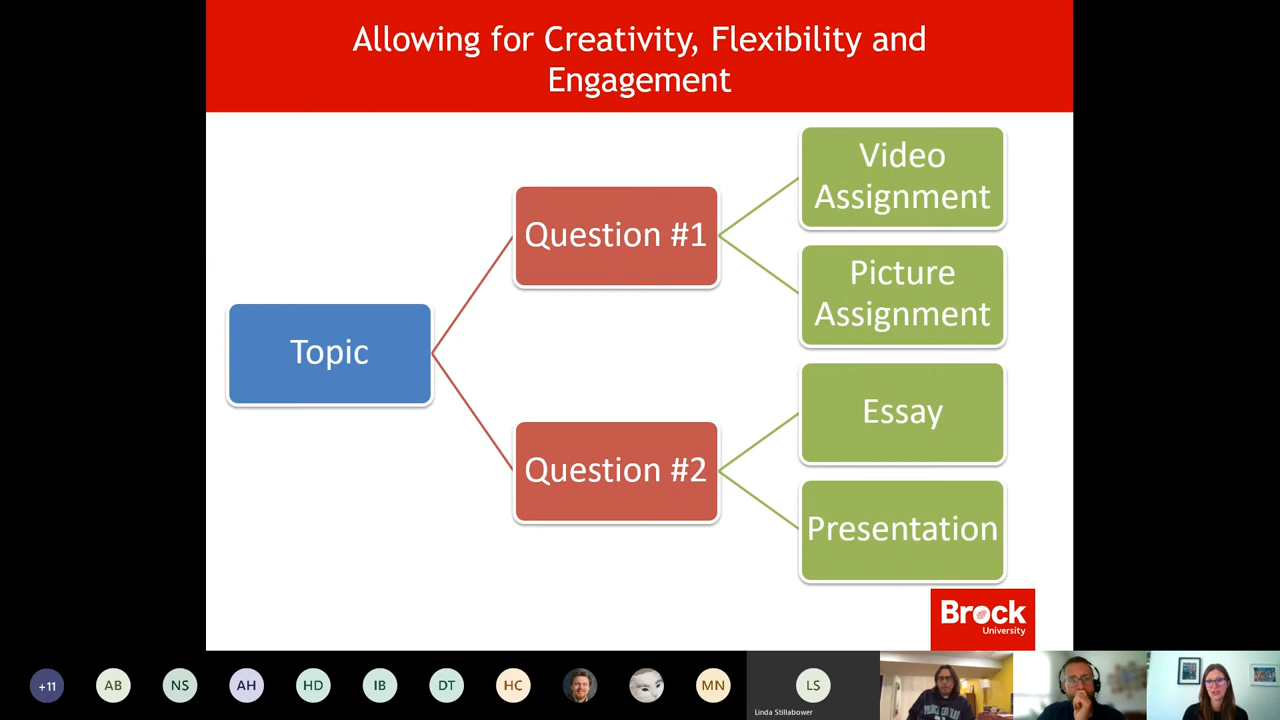 Allowing for Creativity, Flexibility and
Engagement
Topic
Question #1
Question #2
Video
Assignment
Picture
Assignment
Essay
Presentation
Brock
University
+11
AB
NS
AH
HD
IB
DT
HC
MN
LS
Linda Stillabower